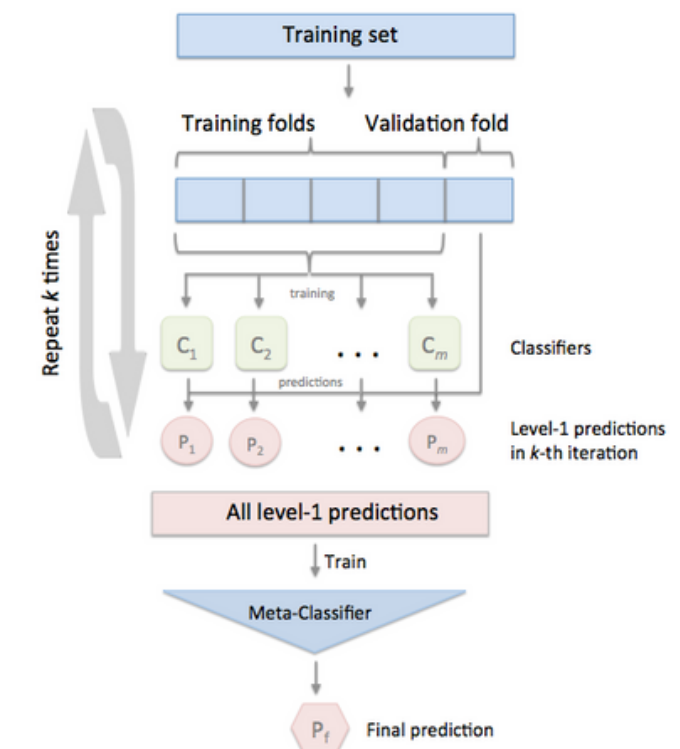 Training set
Training folds
Validation fold
Repeat k times
training
C1
C2
. . .
Cm
Classifiers
predictions
P1
P2
. . .
Pm
Level-1 predictions
in k-th iteration
All level-1 predictions
Train
Meta-Classifier
Pf
Final prediction